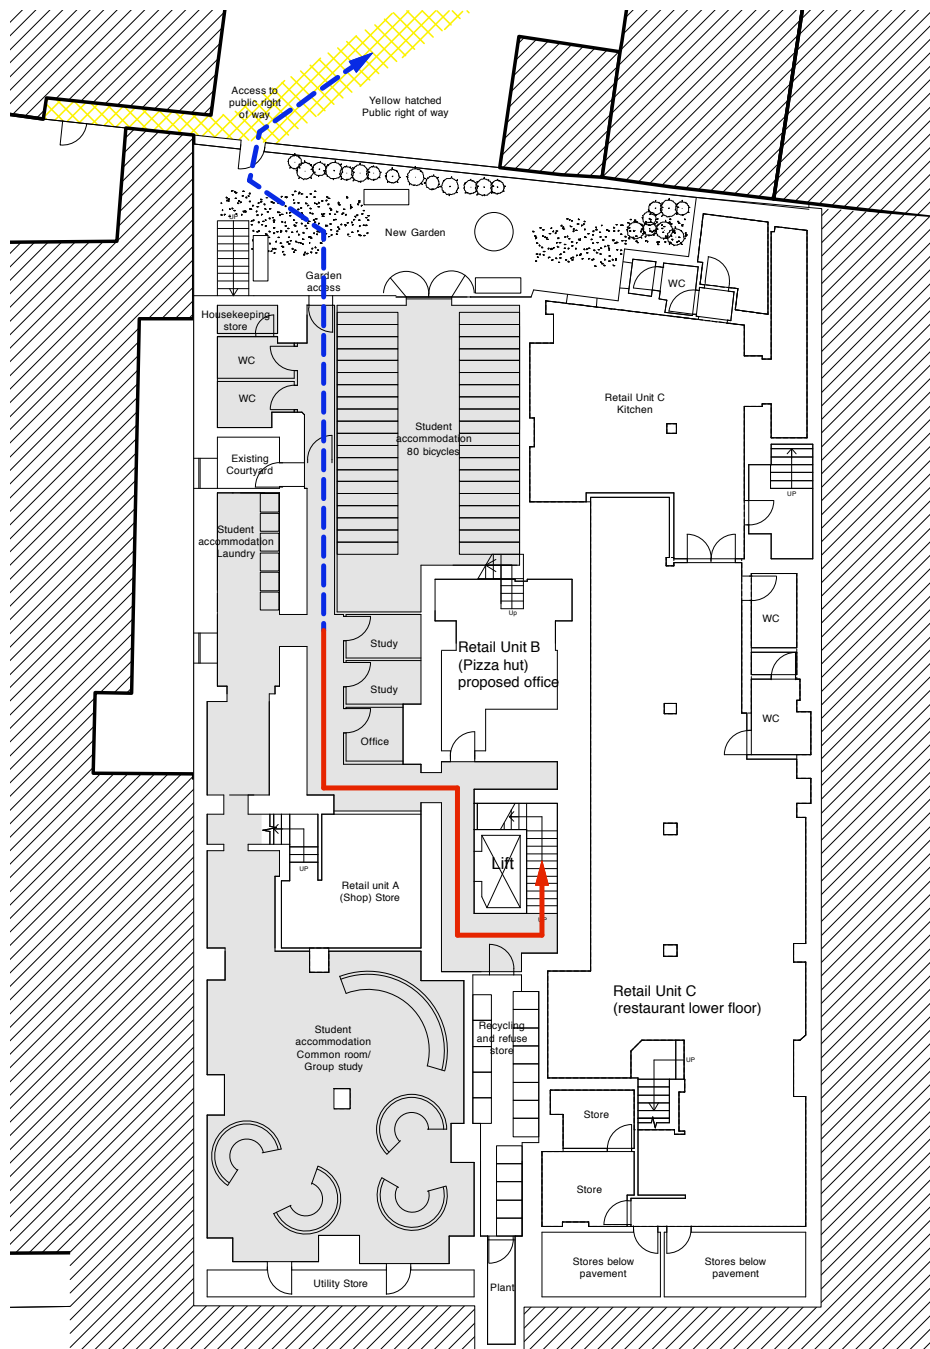 Access to
public right
of way
Yellow hatched
Public right of way
UP
New Garden
Garden
access
WC
Housekeeping
store
WC
WC
Retail Unit C
Kitchen
Student
accommodation
80 bicycles
Existing
Courtyard
UP
Student
accommodation
Laundry
Up
WC
Study
Retail Unit B
(Pizza hut)
proposed office
Study
WC
Office
Lift
UP
Retail unit A
(Shop) Store
UP
Retail Unit C
(restaurant lower floor)
Student
accommodation
Common room/
Group study
Recycling
and refuse
store
UP
Store
Store
Stores below
pavement
Stores below
pavement
Utility Store
Plant